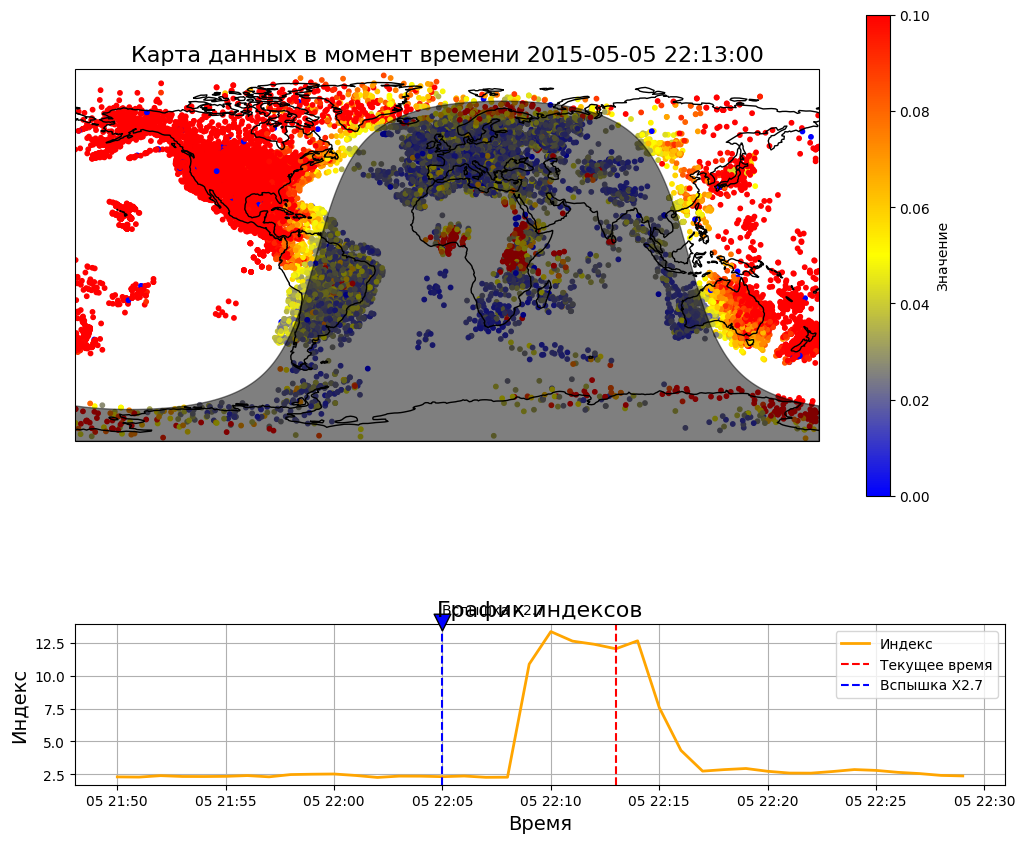 Карта данных в момент времени 2015-05-05 22:13:00
0.10
0.08
0.06
0.04
0.02
0.00
Значение
График индексов
Вспышка X2.7
12.5
10.0
7.5
5.0
2.5
Индекс
Индекс
Текущее время
Вспышка X2.7
05 21:50 05 21:55 05 22:00 05 22:05 05 22:10 05 22:15 05 22:20 05 22:25 05 22:30
Время